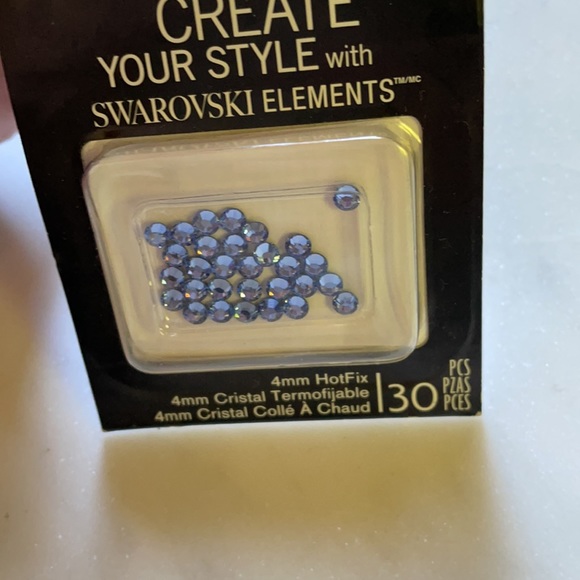 CREATE
YOUR STYLE with
SWAROVSKI ELEMENTS™/MC
4mm HotFix
4mm Cristal Termofijable
4mm Cristal Collé À Chaud
30 PCS
PZAS
PCES